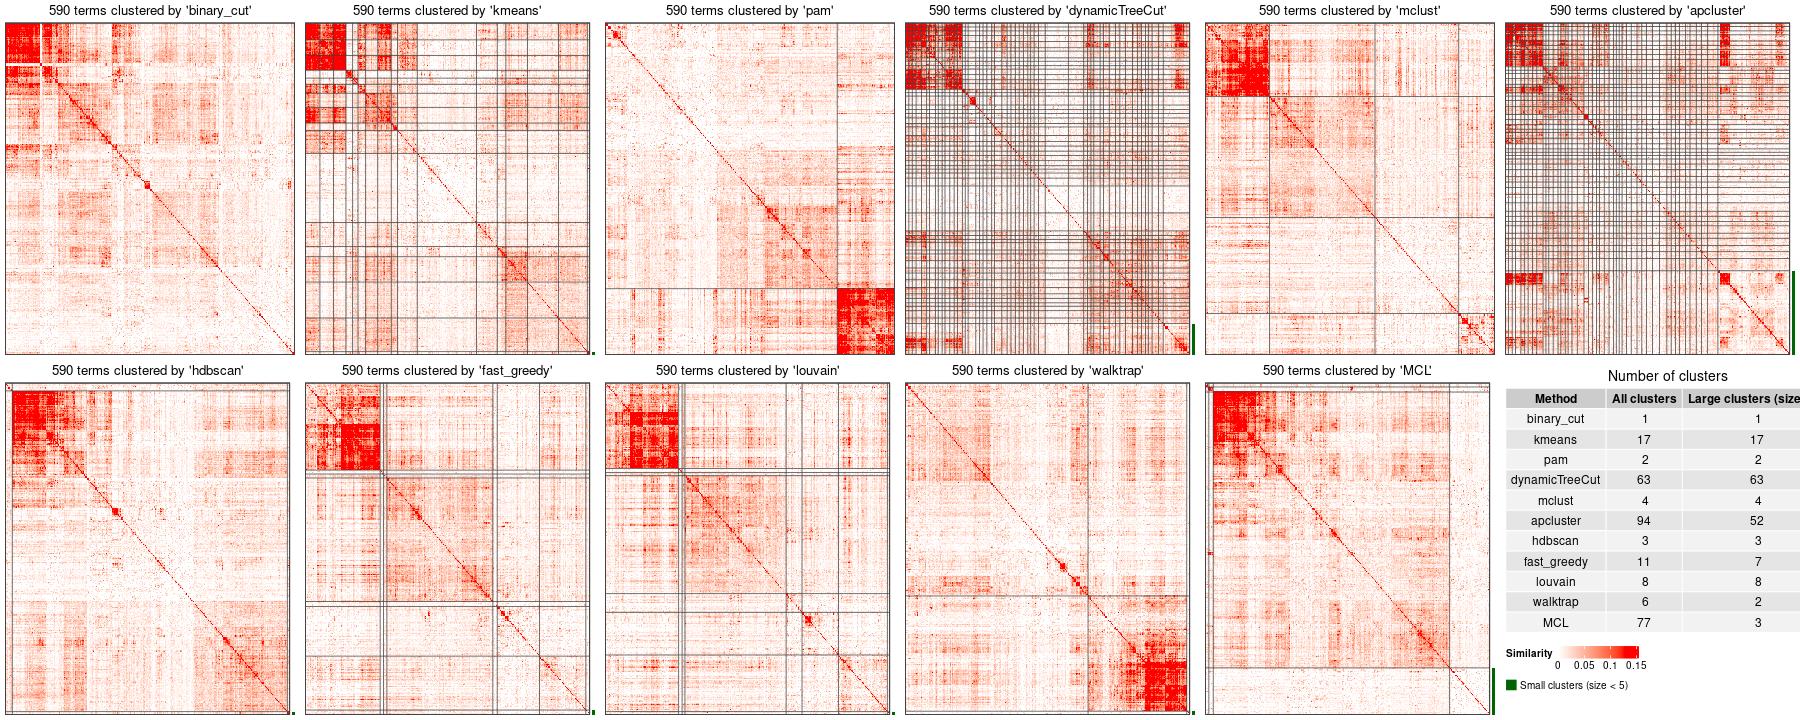 590 terms clustered by 'binary_cut'
590 terms clustered by 'kmeans'
590 terms clustered by 'pam'
590 terms clustered by 'dynamicTreeCut'
590 terms clustered by 'mclust'
590 terms clustered by 'apcluster'
590 terms clustered by 'hdbscan'
590 terms clustered by 'fast_greedy'
590 terms clustered by 'louvain'
590 terms clustered by 'walktrap'
590 terms clustered by 'MCL'
Number of clusters
Method All clusters Large clusters (size
binary_cut 1 1
kmeans 17 17
pam 2 2
dynamicTreeCut 63 63
mclust 4 4
apcluster 94 52
hdbscan 3 3
fast_greedy 11 7
louvain 8 8
walktrap 6 2
MCL 77 3
Similarity
0 0.05 0.1 0.15
Small clusters (size < 5)